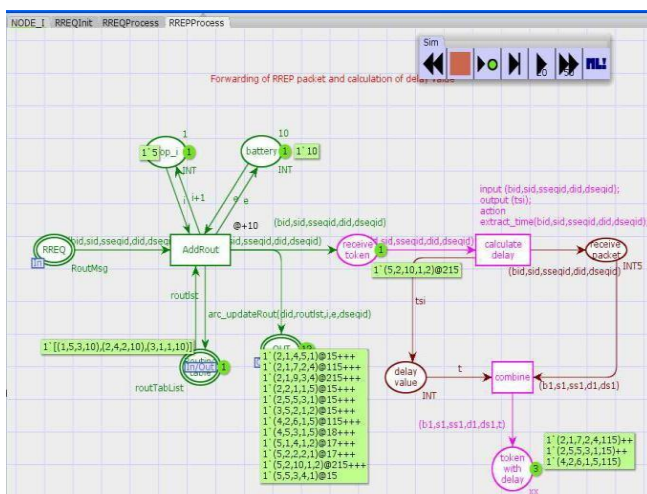 NODE_I RREQInit RREQProcess RREPProcess
Sim
Forwarding of RREP packet and calculation of delay value
1
10
1`5
op_i
1
battery
1
1`10
INT
INT
i
i+1
e
e
input (bid,sid,sseqid,did,dseqid);
output (tsi);
action
extract_time(bid,sid,sseqid,did,dseqid)
@+10
(bid,sid,sseqid,did,dseqid)
RREQ
In
RoutMsg
AddRout
receive
token
1
calculate
delay
receive
packet
INT5
1`(5,2,10,1,2)@215
(bid,sid,sseqid,did,dseqid)
routlst
arc_updateRout(did,routlst,i,e,dseqid)
tsi
1`[(1,5,3,10),(2,4,2,10),(3,1,1,10)]
In/Out
table
1
routTabList
OUT
12
1`(2,1,4,5,1)@15+++
1`(2,1,7,2,4)@115+++
1`(2,1,9,3,4)@215+++
1`(2,2,1,1,5)@15+++
1`(2,5,5,3,1)@15+++
1`(3,5,2,1,2)@15+++
1`(4,2,6,1,5)@115+++
1`(4,5,3,1,5)@18+++
1`(5,1,4,1,2)@17+++
1`(5,2,2,2,1)@17+++
1`(5,2,10,1,2)@215+++
1`(5,5,3,4,1)@15
delay
value
INT
t
combine
(b1,s1,ss1,d1,ds1)
(b1,s1,ss1,d1,ds1,t)
token
with
delay
3
1`(2,1,7,2,4,115)++
1`(2,5,5,3,1,15)++
1`(4,2,6,1,5,115)